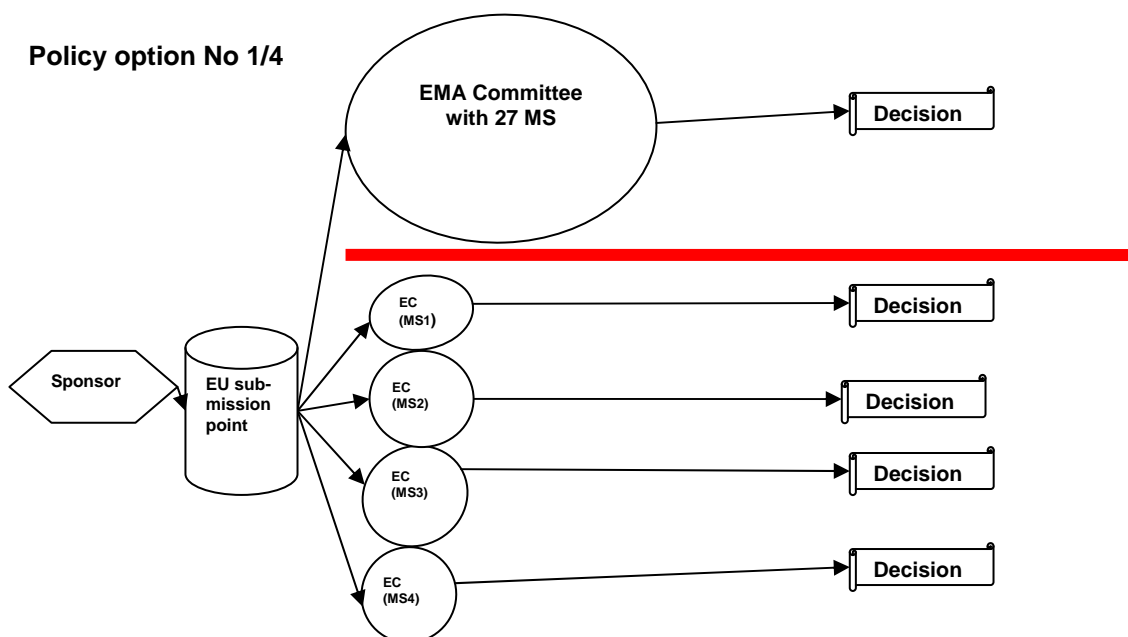 Policy option No 1/4
EMA Committee
with 27 MS
Decision
EC
(MS1)
Decision
Sponsor
EU sub-
mission
point
EC
(MS2)
Decision
EC
(MS3)
Decision
EC
(MS4)
Decision